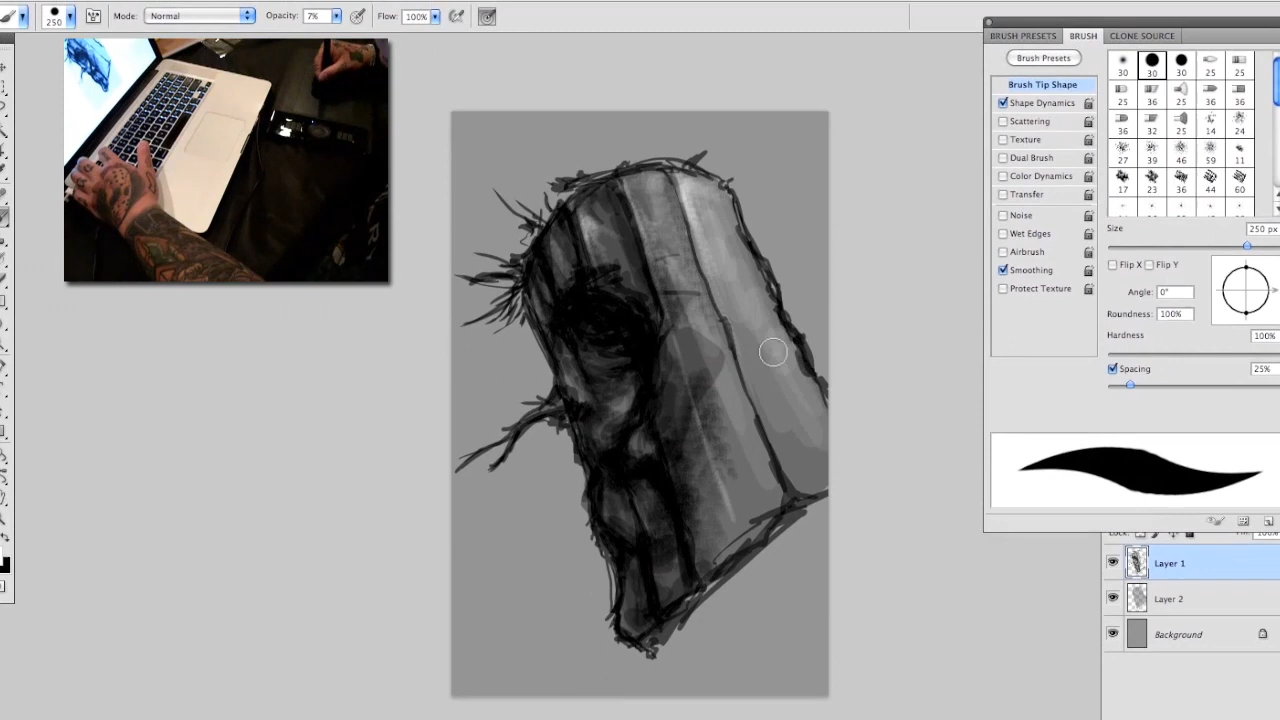 250 Mode: Normal Opacity: 7% Flow: 100%
BRUSH PRESETS BRUSH CLONE SOURCE
Brush Presets
Brush Tip Shape
Shape Dynamics
Scattering
Texture
Dual Brush
Color Dynamics
Transfer
Noise
Wet Edges
Airbrush
Smoothing
Protect Texture
30 30 30 25 25
25 36 25 36 36
36 32 25 14 24
27 39 46 59 11
17 23 36 44 60
Size 250 px
Flip X Flip Y
Angle: 0°
Roundness: 100%
Hardness 100%
Spacing 25%
Layer 1
Layer 2
Background